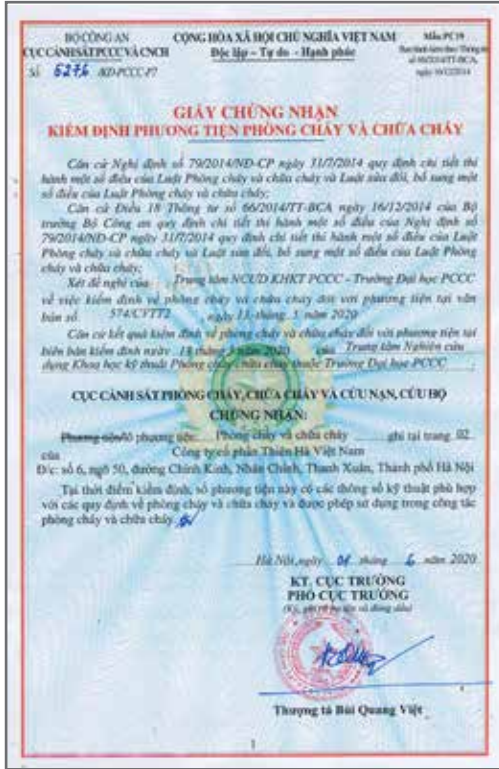 BỘ CÔNG AN
CỤC CẢNH SÁT PCCC VÀ CNCH
Số 6276 /KĐ-PCCC-P7
CỘNG HÒA XÃ HỘI CHỦ NGHĨA VIỆT NAM
Độc lập – Tự do – Hạnh phúc
Mẫu PC19
ngày 16/12/2014
GIẤY CHỨNG NHẬN
KIỂM ĐỊNH PHƯƠNG TIỆN PHÒNG CHÁY VÀ CHỮA CHÁY
Căn cứ Nghị định số 79/2014/NĐ-CP ngày 31/7/2014 quy định chi tiết thi
hành một số điều của Luật Phòng cháy và chữa cháy và Luật sửa đổi, bổ sung một
số điều của Luật Phòng cháy và chữa cháy;
Căn cứ Điều 18 Thông tư số 66/2014/TT-BCA ngày 16/12/2014 của Bộ
trưởng Bộ Công an quy định chi tiết thi hành một số điều của Nghị định số
79/2014/NĐ-CP ngày 31/7/2014 quy định chi tiết thi hành một số điều của Luật
Phòng cháy và chữa cháy và Luật sửa đổi, bổ sung một số điều của Luật Phòng
cháy và chữa cháy;
Xét đề nghị của Trung tâm NCUD KHKT PCCC - Trường Đại học PCCC
về việc kiểm định về phòng cháy và chữa cháy đối với phương tiện tại văn
bản số 574/CVTT2 ngày 13 tháng 5 năm 2020
Căn cứ kết quả kiểm định về phòng cháy và chữa cháy đối với phương tiện tại
biên bản kiểm định ngày 13 tháng năm 2020 của Trung tâm Nghiên cứu
dụng Khoa học kỹ thuật Phòng cháy chữa cháy thuộc Trường Đại học PCCC ;
CỤC CẢNH SÁT PHÒNG CHÁY, CHỮA CHÁY VÀ CỨU NẠN, CỨU HỘ
CHỨNG NHẬN:
Phương tiện/lô phương tiện: Phòng cháy và chữa cháy ghi tại trang 02
của Công ty cổ phần Thiên Hà Việt Nam
Đ/c: số 6, ngõ 50, đường Chính Kinh, Nhân Chính, Thanh Xuân, Thành phố Hà Nội
Tại thời điểm kiểm định, số phương tiện này có các thông số kỹ thuật phù hợp
với các quy định về phòng cháy và chữa cháy và được phép sử dụng trong công tác
phòng cháy và chữa cháy.
Hà Nội, ngày 01 tháng 6 năm 2020
KT. CỤC TRƯỞNG
PHÓ CỤC TRƯỞNG
(Ký, ghi rõ họ tên và đóng dấu)
Thượng tá Bùi Quang Việt
1